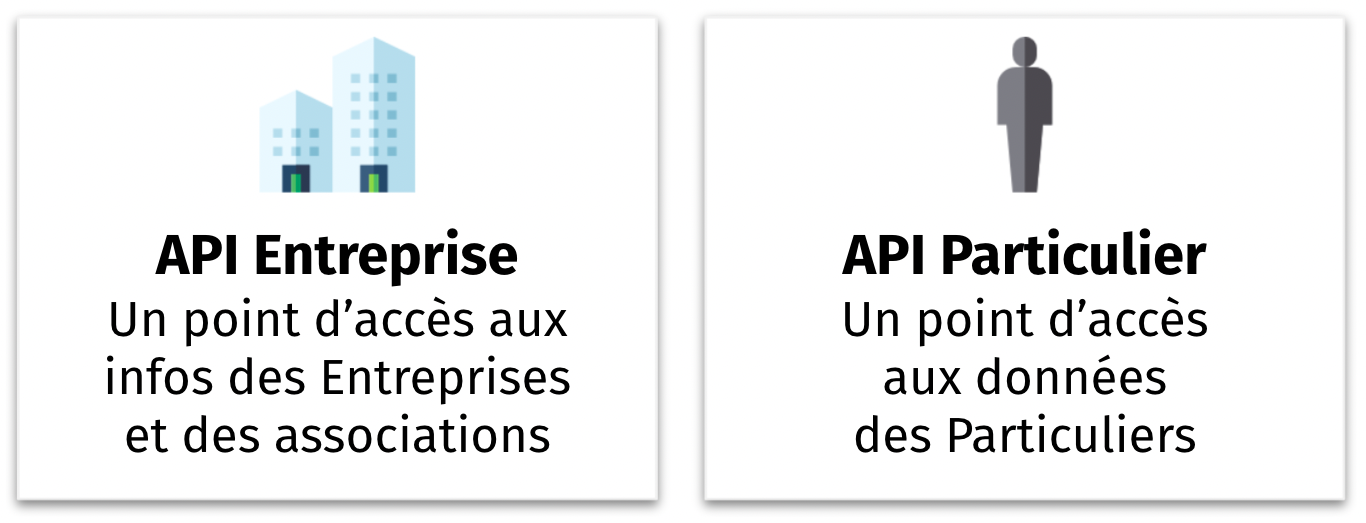 API Entreprise
Un point d’accès aux
infos des Entreprises
et des associations
API Particulier
Un point d’accès
aux données
des Particuliers